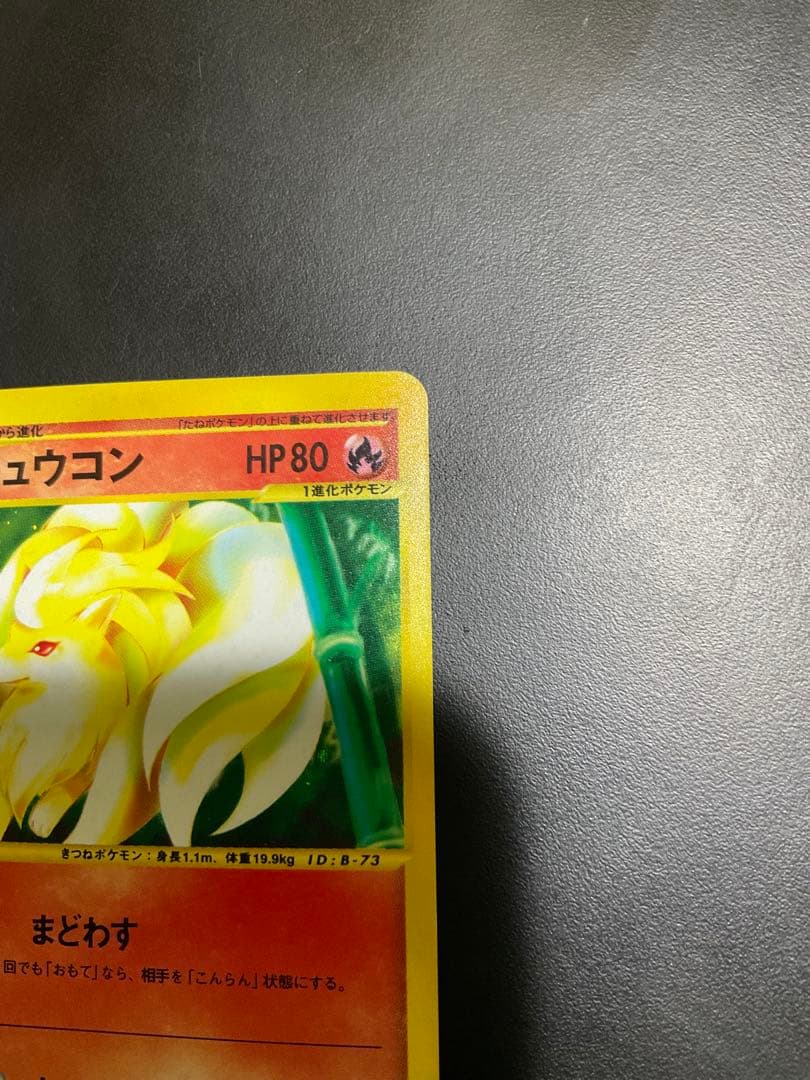 から進化
「たねポケモン」の上に重ねて進化させます
ュウコン HP80
1進化ポケモン
きつねポケモン：身長1.1m、体重19.9kg ID：B-73
まどわす
回でも「おもて」なら、相手を「こんらん」状態にする。